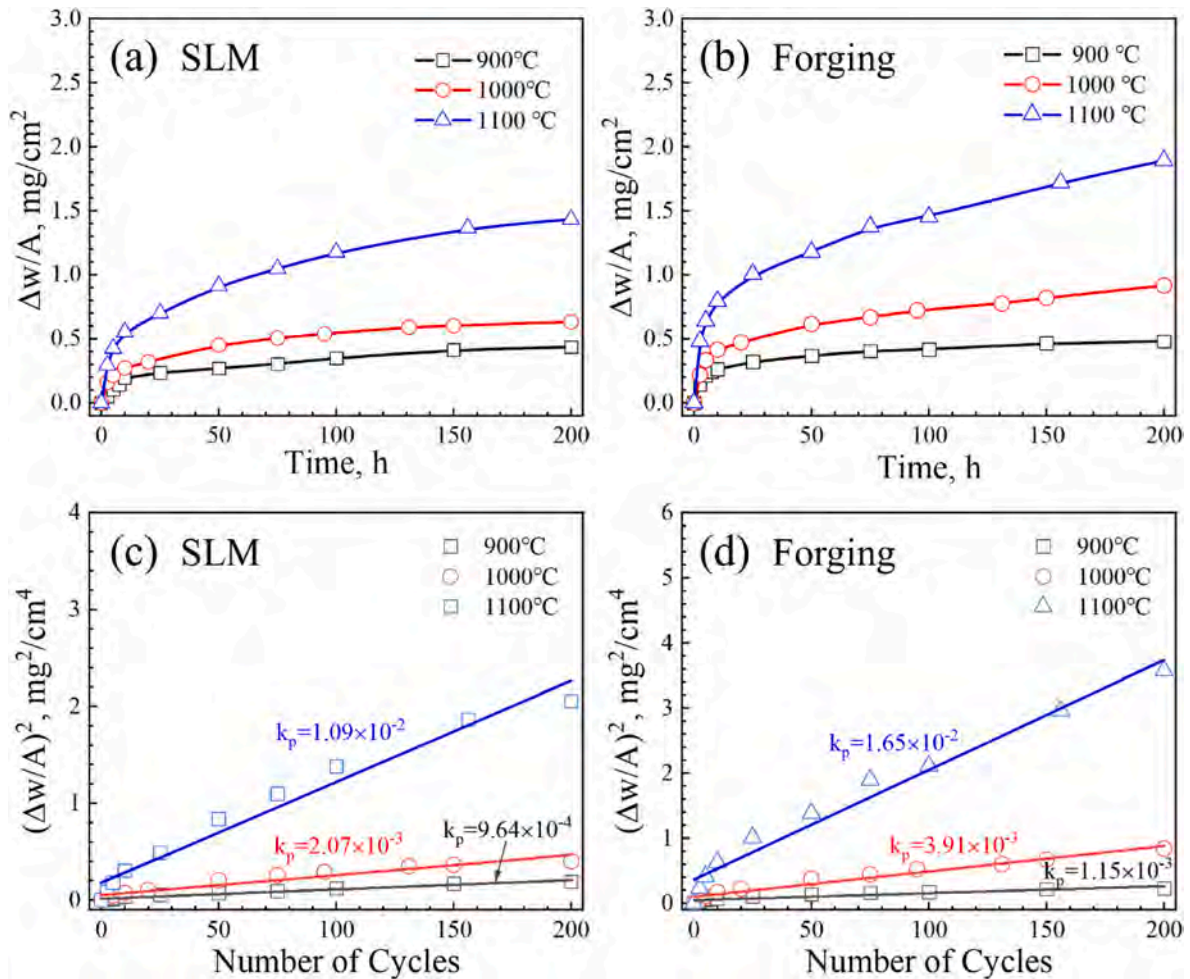 (a) SLM
900℃
1000℃
1100 ℃
Δw/A, mg/cm²
3.0
2.5
2.0
1.5
1.0
0.5
0.0
0 50 100 150 200
Time, h
(b) Forging
900 ℃
1000 ℃
1100 ℃
Δw/A, mg/cm²
3.0
2.5
2.0
1.5
1.0
0.5
0.0
0 50 100 150 200
Time, h
(c) SLM
900℃
1000℃
1100℃
(Δw/A)², mg²/cm⁴
4
3
2
1
0
kₚ=1.09×10⁻²
kₚ=2.07×10⁻³
kₚ=9.64×10⁻⁴
0 50 100 150 200
Number of Cycles
(d) Forging
900℃
1000℃
1100℃
(Δw/A)², mg²/cm⁴
6
5
4
3
2
1
0
kₚ=1.65×10⁻²
kₚ=3.91×10⁻³
kₚ=1.15×10⁻³
0 50 100 150 200
Number of Cycles